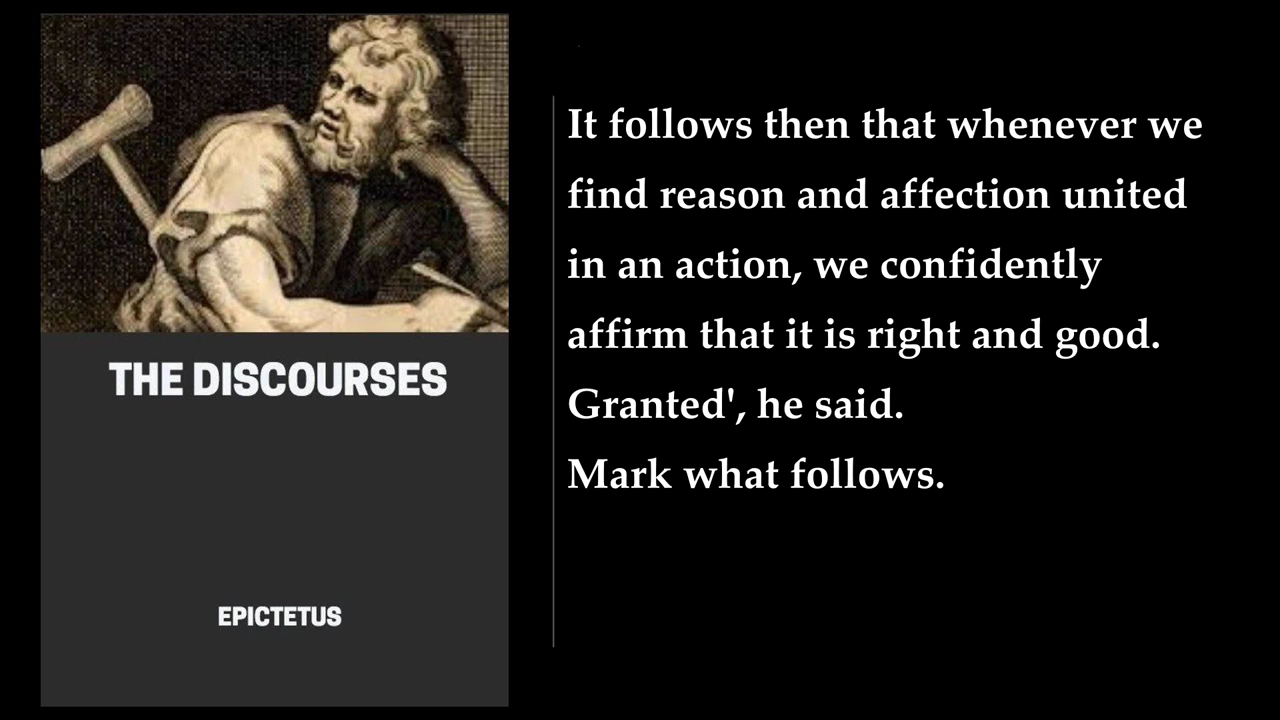 THE DISCOURSES
EPICTETUS
It follows then that whenever we
find reason and affection united
in an action, we confidently
affirm that it is right and good.
Granted', he said.
Mark what follows.